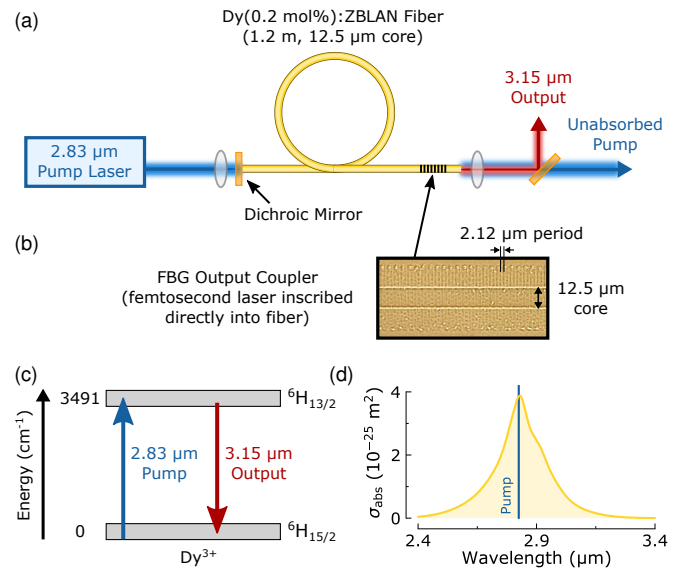 (a)
Dy(0.2 mol%):ZBLAN Fiber
(1.2 m, 12.5 µm core)
3.15 µm
Output
Unabsorbed
Pump
2.83 µm
Pump Laser
Dichroic Mirror
(b)
2.12 µm period
FBG Output Coupler
(femtosecond laser inscribed
directly into fiber)
12.5 µm
core
(c)
3491
⁶H₁₃/₂
Energy (cm⁻¹)
2.83 µm
Pump
3.15 µm
Output
0
⁶H₁₅/₂
Dy³⁺
(d)
4
2
0
σabs (10⁻²⁵ m²)
Pump
2.4
2.9
3.4
Wavelength (µm)